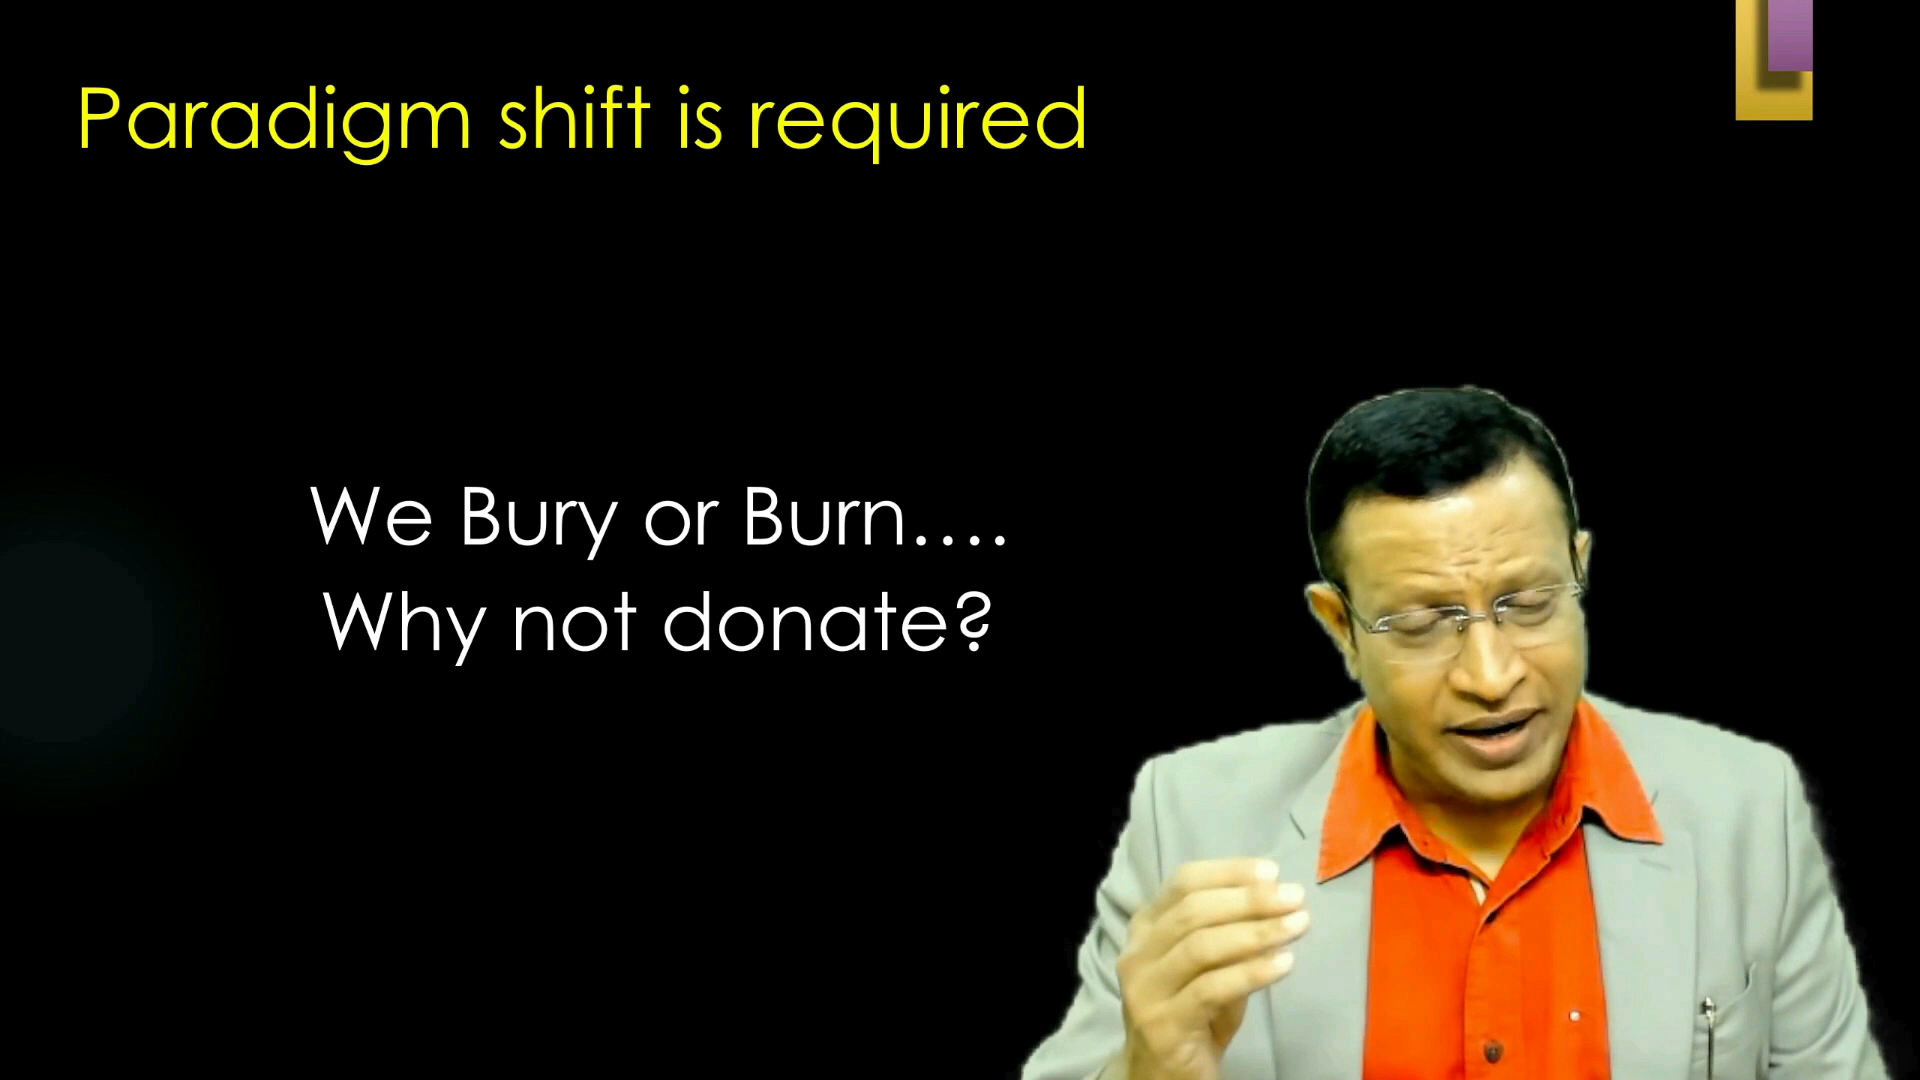 Paradigm shift is required
We Bury or Burn....
Why not donate?